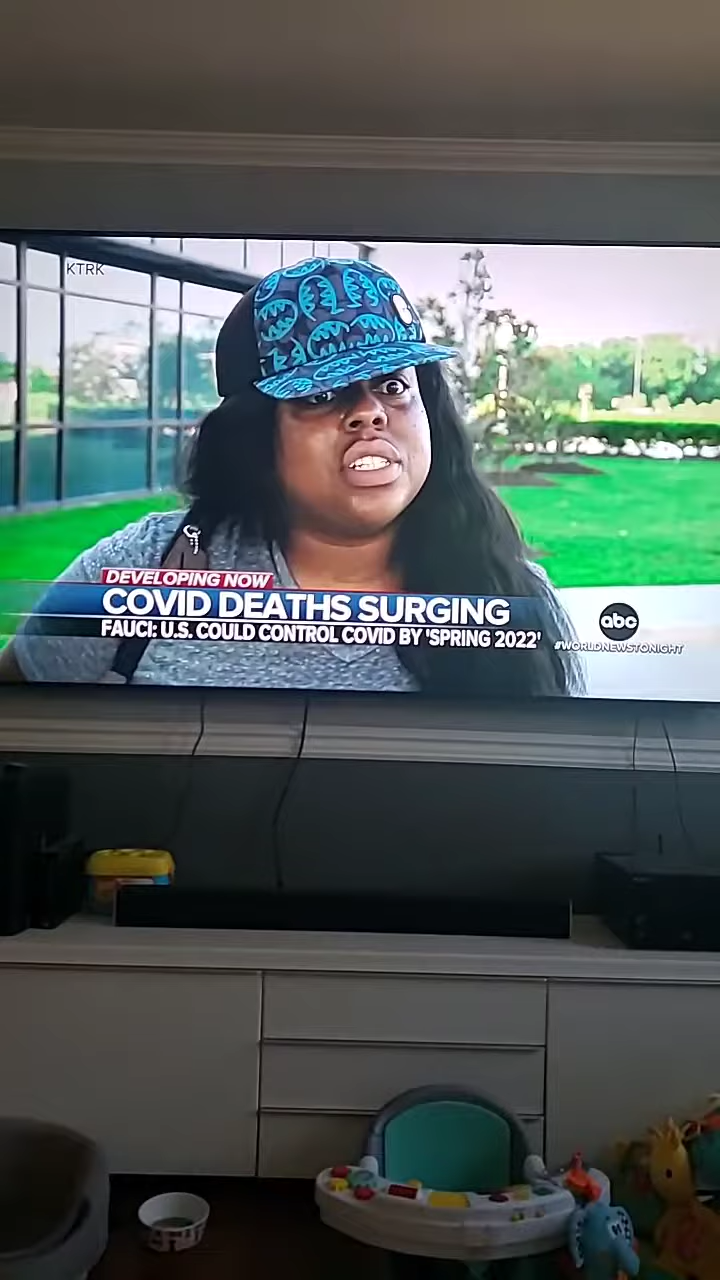 KTRK
DEVELOPING NOW
COVID DEATHS SURGING
FAUCI: U.S. COULD CONTROL COVID BY 'SPRING 2022'
abc
#WORLDNEWSTONIGHT